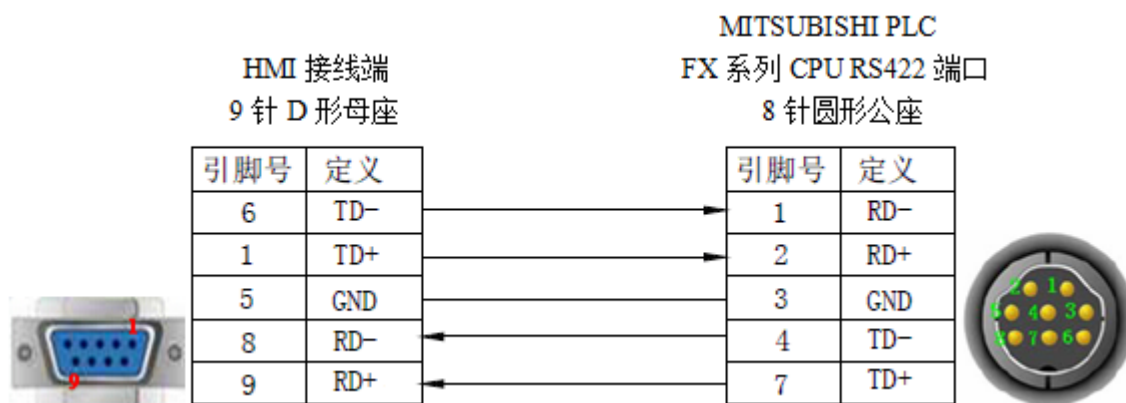 MITSUBISHI PLC
HMI 接线端
FX 系列 CPU RS422 端口
9 针 D 形母座
8 针圆形公座
引脚号 定义
6 TD-
1 TD+
5 GND
8 RD-
9 RD+
引脚号 定义
1 RD-
2 RD+
3 GND
4 TD-
7 TD+
1
9
2 1
5 4 3
8 7 6